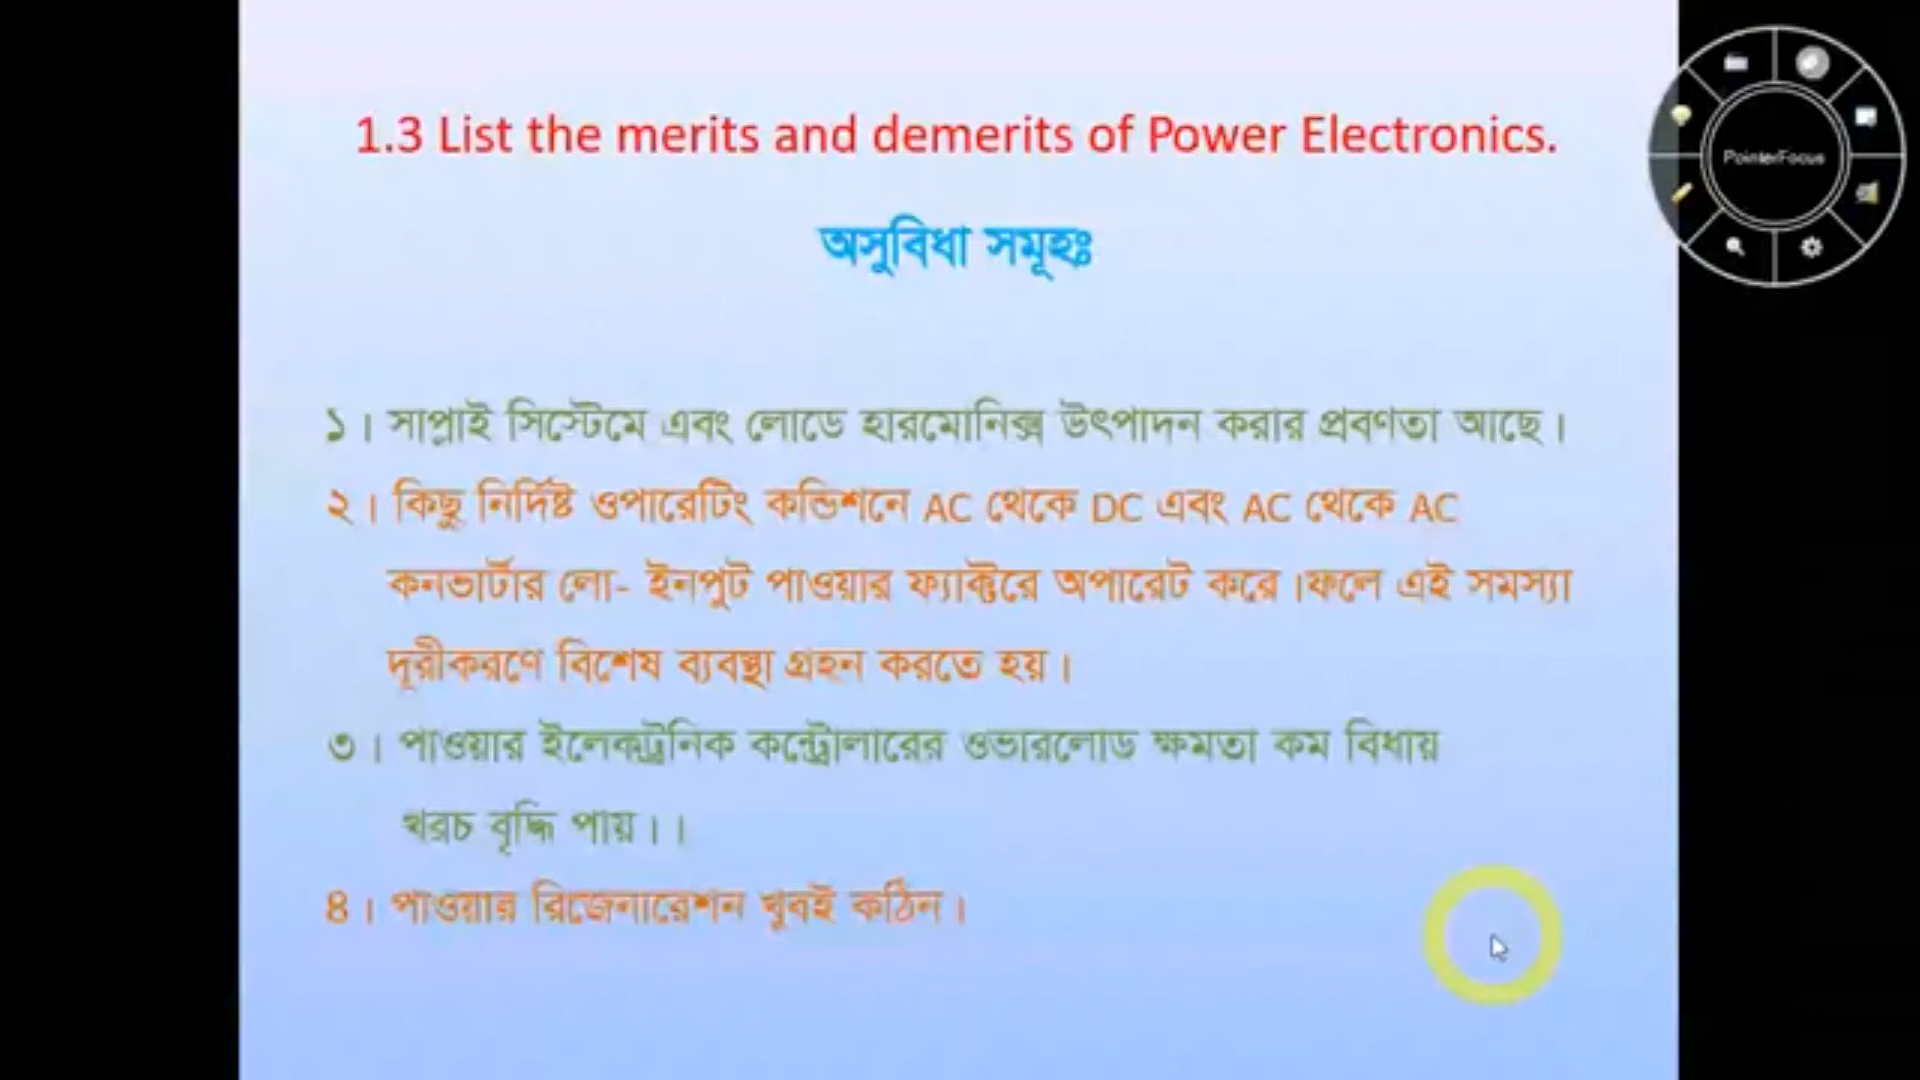 1.3 List the merits and demerits of Power Electronics.
অসুবিধা সমূহঃ
১। সাপ্লাই সিস্টেমে এবং লোডে হারমোনিক্স উৎপাদন করার প্রবণতা আছে।
২। কিছু নির্দিষ্ট ওপারেটিং কন্ডিশনে AC থেকে DC এবং AC থেকে AC
কনভার্টার লো- ইনপুট পাওয়ার ফ্যাক্টরে অপারেট করে।ফলে এই সমস্যা
দূরীকরণে বিশেষ ব্যবস্থা গ্রহন করতে হয়।
৩। পাওয়ার ইলেকট্রনিক কন্ট্রোলারের ওভারলোড ক্ষমতা কম বিধায়
খরচ বৃদ্ধি পায়।।
৪। পাওয়ার রিজেনারেশন খুবই কঠিন।
PointerFocus